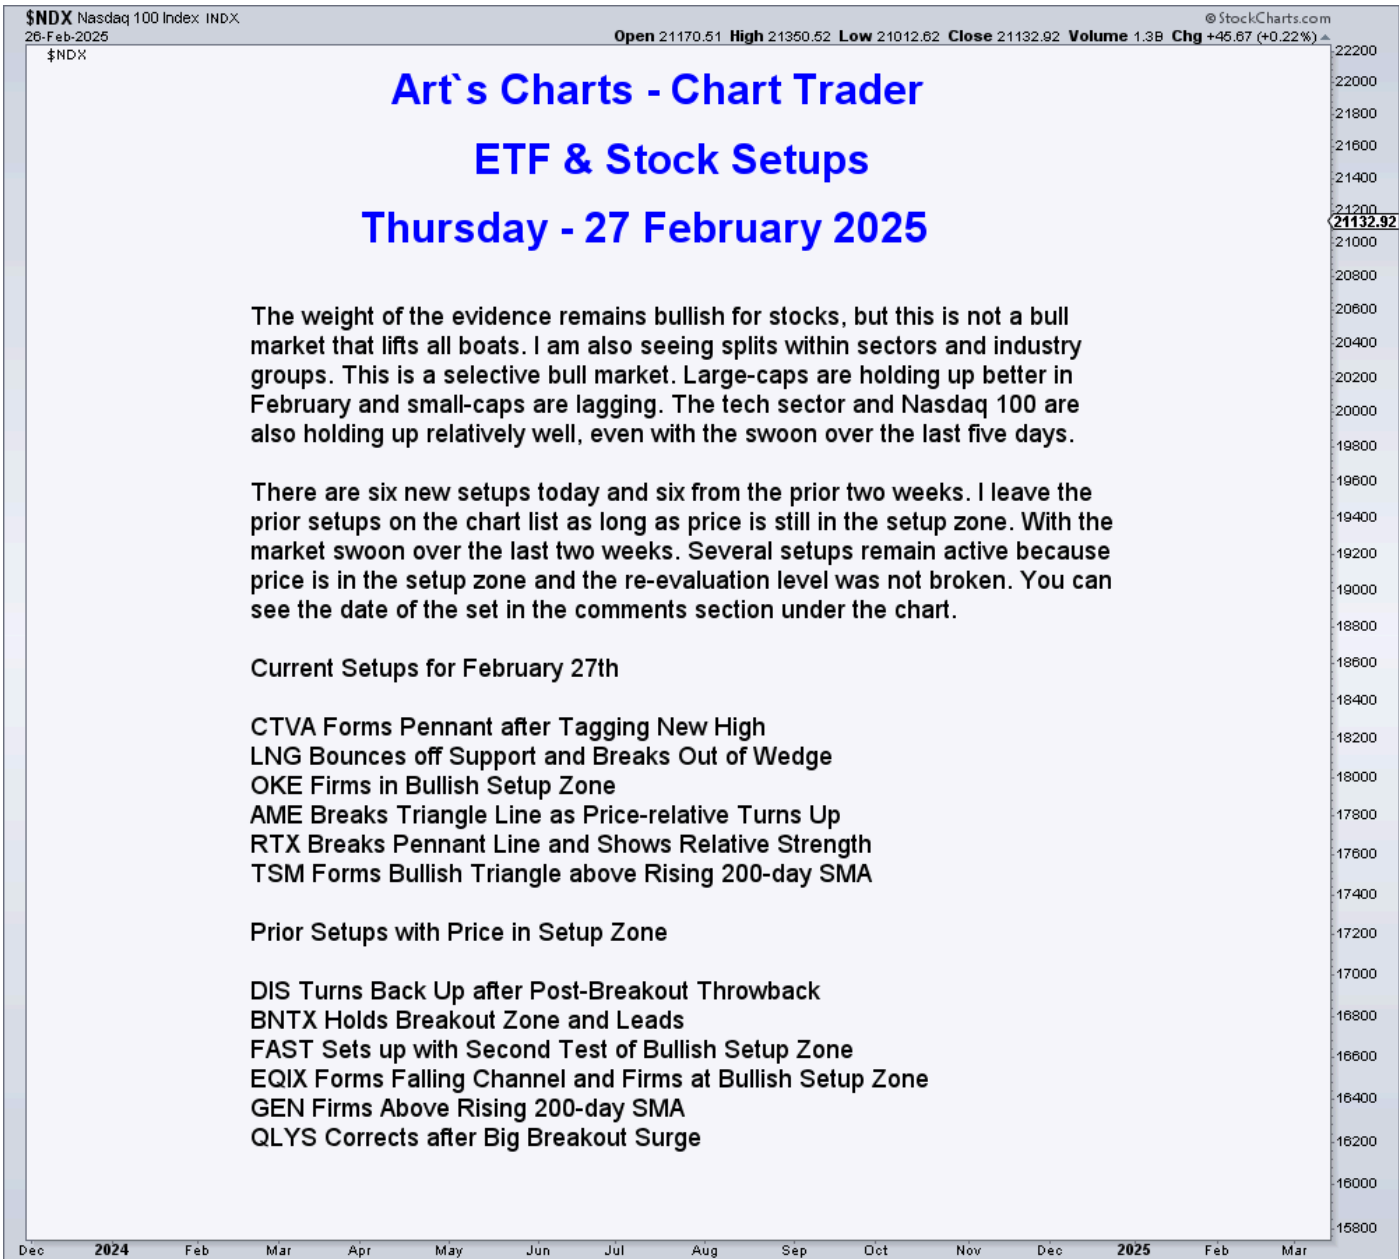 $NDX Nasdaq 100 Index INDX
© StockCharts.com
26-Feb-2025
Open 21170.51 High 21350.52 Low 21012.62 Close 21132.92 Volume 1.3B Chg +45.67 (+0.22%)
$NDX
Art`s Charts - Chart Trader
ETF & Stock Setups
Thursday - 27 February 2025
The weight of the evidence remains bullish for stocks, but this is not a bull
market that lifts all boats. I am also seeing splits within sectors and industry
groups. This is a selective bull market. Large-caps are holding up better in
February and small-caps are lagging. The tech sector and Nasdaq 100 are
also holding up relatively well, even with the swoon over the last five days.
There are six new setups today and six from the prior two weeks. I leave the
prior setups on the chart list as long as price is still in the setup zone. With the
market swoon over the last two weeks. Several setups remain active because
price is in the setup zone and the re-evaluation level was not broken. You can
see the date of the set in the comments section under the chart.
Current Setups for February 27th
CTVA Forms Pennant after Tagging New High
LNG Bounces off Support and Breaks Out of Wedge
OKE Firms in Bullish Setup Zone
AME Breaks Triangle Line as Price-relative Turns Up
RTX Breaks Pennant Line and Shows Relative Strength
TSM Forms Bullish Triangle above Rising 200-day SMA
Prior Setups with Price in Setup Zone
DIS Turns Back Up after Post-Breakout Throwback
BNTX Holds Breakout Zone and Leads
FAST Sets up with Second Test of Bullish Setup Zone
EQIX Forms Falling Channel and Firms at Bullish Setup Zone
GEN Firms Above Rising 200-day SMA
QLYS Corrects after Big Breakout Surge
22200
22000
21800
21600
21400
21200
21132.92
21000
20800
20600
20400
20200
20000
19800
19600
19400
19200
19000
18800
18600
18400
18200
18000
17800
17600
17400
17200
17000
16800
16600
16400
16200
16000
15800
Dec 2024 Feb Mar Apr May Jun Jul Aug Sep Oct Nov Dec 2025 Feb Mar